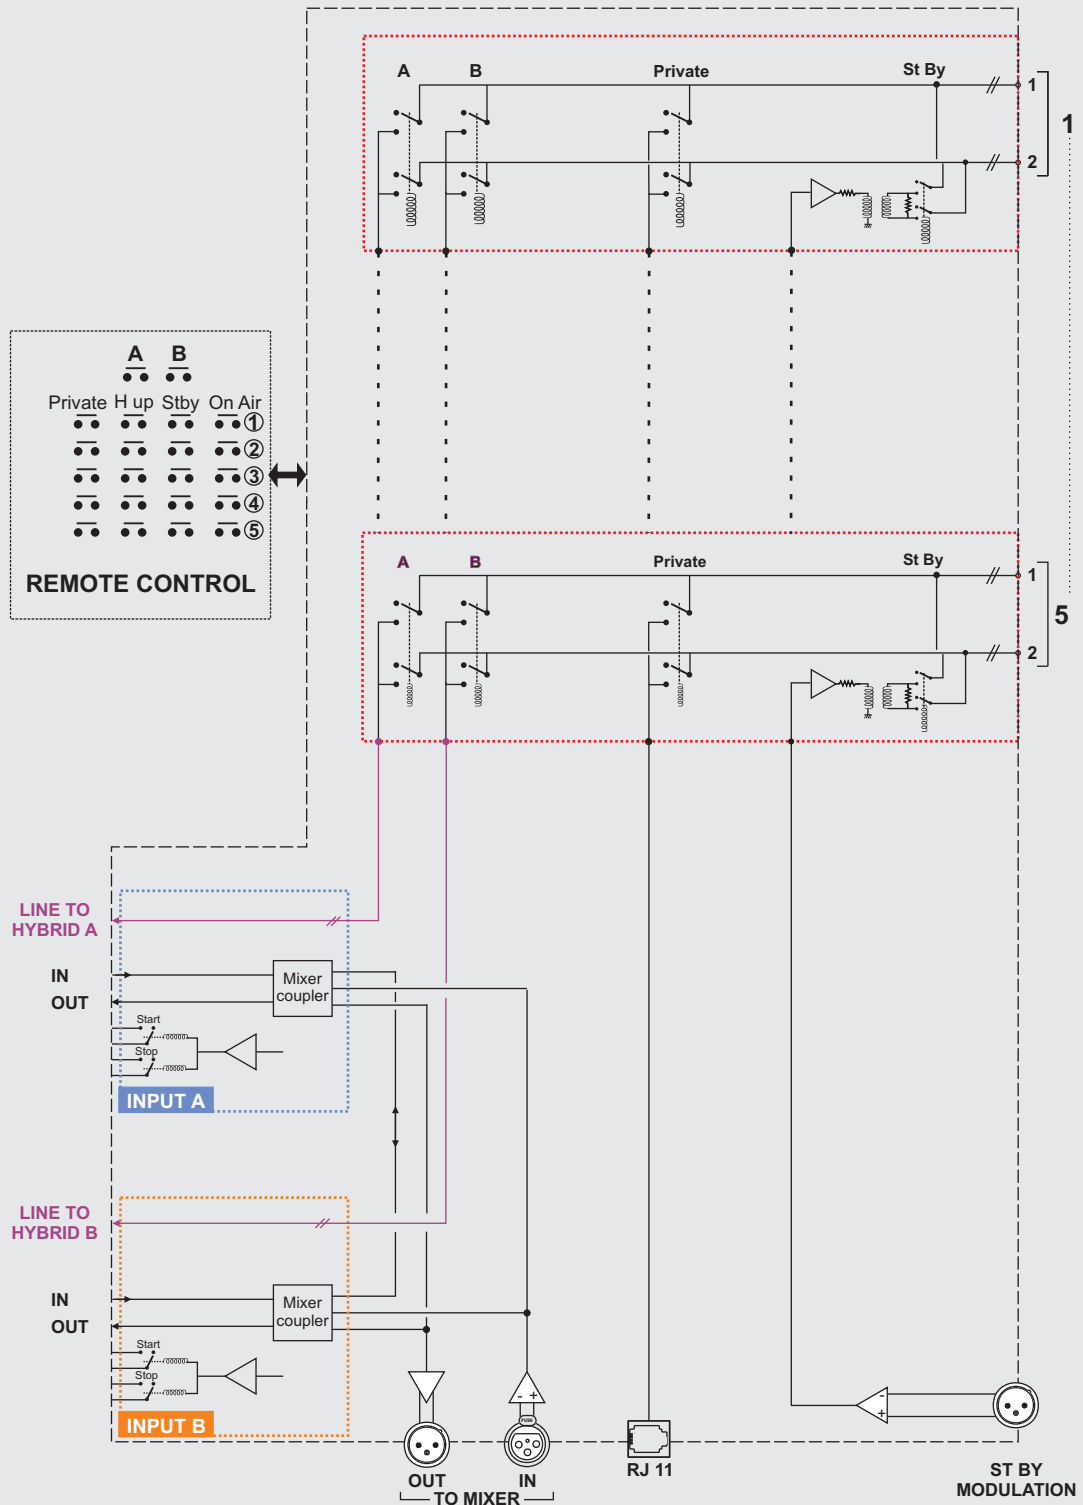 A B Private St By
1
1
2
A B
Private H up Stby On Air
1
2
3
4
5
REMOTE CONTROL
A B Private St By
1
5
2
LINE TO
HYBRID A
IN
OUT
Mixer
coupler
Start
Stop
INPUT A
LINE TO
HYBRID B
IN
OUT
Mixer
coupler
Start
Stop
INPUT B
- +
-
+
PUSH
OUT IN
TO MIXER
RJ 11
ST BY
MODULATION